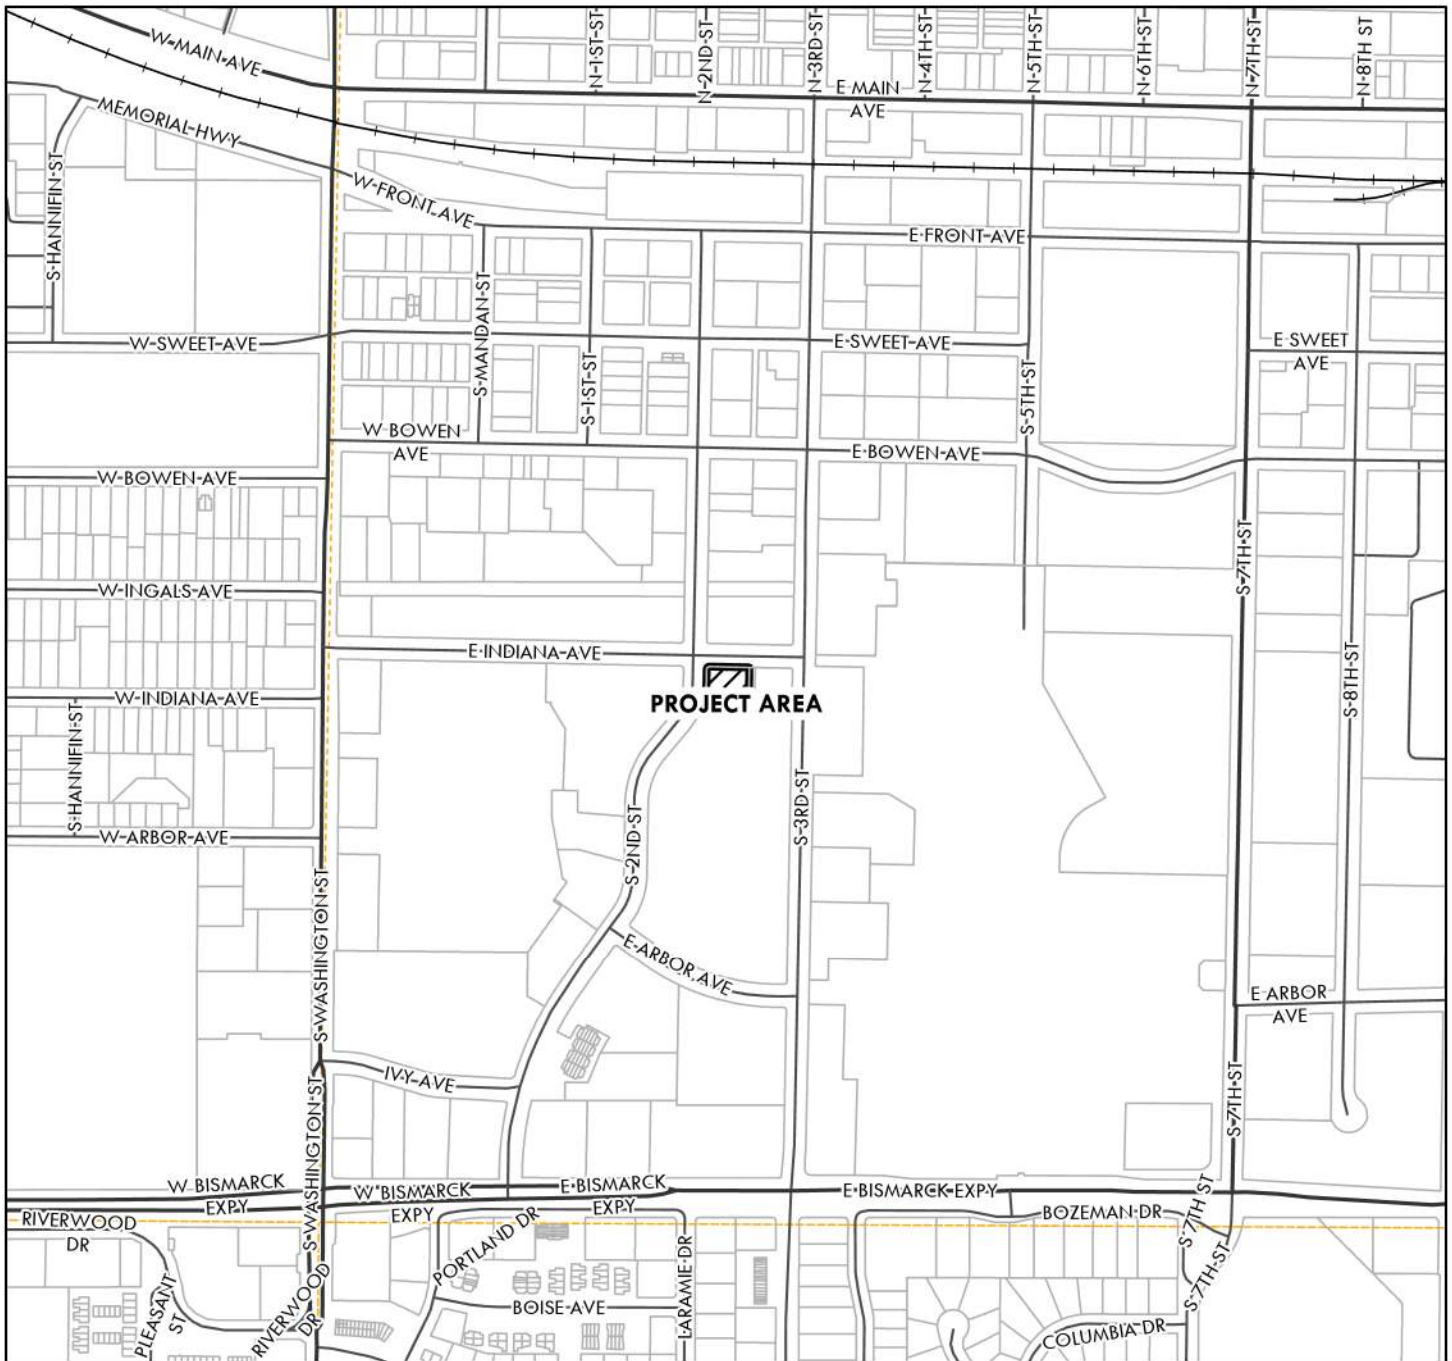 W MAIN AVE
N 1ST ST
N 2ND ST
N 3RD ST
N 4TH ST
N 5TH ST
N 6TH ST
N 7TH ST
N 8TH ST
E MAIN
AVE
MEMORIAL HWY
S HANNIFIN ST
W FRONT AVE
E FRONT AVE
S MANDAN ST
W SWEET AVE
E SWEET AVE
E SWEET
AVE
S 1ST ST
S 5TH ST
W BOWEN
AVE
E BOWEN AVE
W BOWEN AVE
S 7TH ST
W INGALS AVE
E INDIANA AVE
S 8TH ST
W INDIANA AVE
PROJECT AREA
S HANNIFIN ST
S 3RD ST
S 2ND ST
W ARBOR AVE
S WASHINGTON ST
E ARBOR AVE
E ARBOR
AVE
IVY AVE
S WASHINGTON ST
S 7TH ST
W BISMARCK
EXPY
W BISMARCK
EXPY
E BISMARCK
EXPY
E BISMARCK EXPY
S 7TH ST
RIVERWOOD
DR
PORTLAND DR
BOZEMAN DR
LARAMIE DR
S 7TH ST
PLEASANT
ST
RIVERWOOD
DR
BOISE AVE
COLUMBIA DR